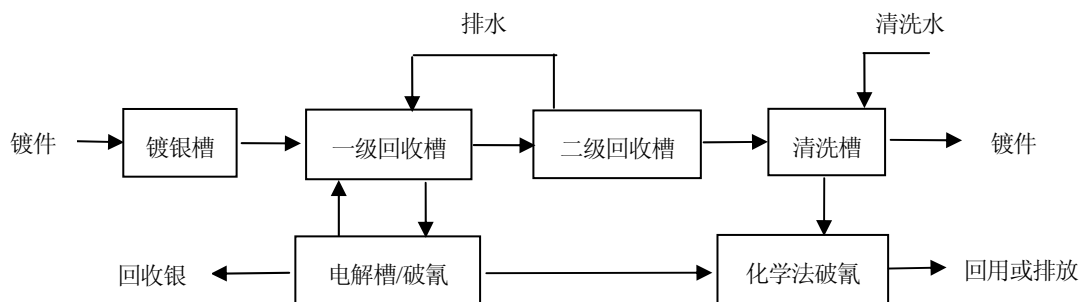 排水
清洗水
镀件
镀银槽
一级回收槽
二级回收槽
清洗槽
镀件
回收银
电解槽/破氰
化学法破氰
回用或排放